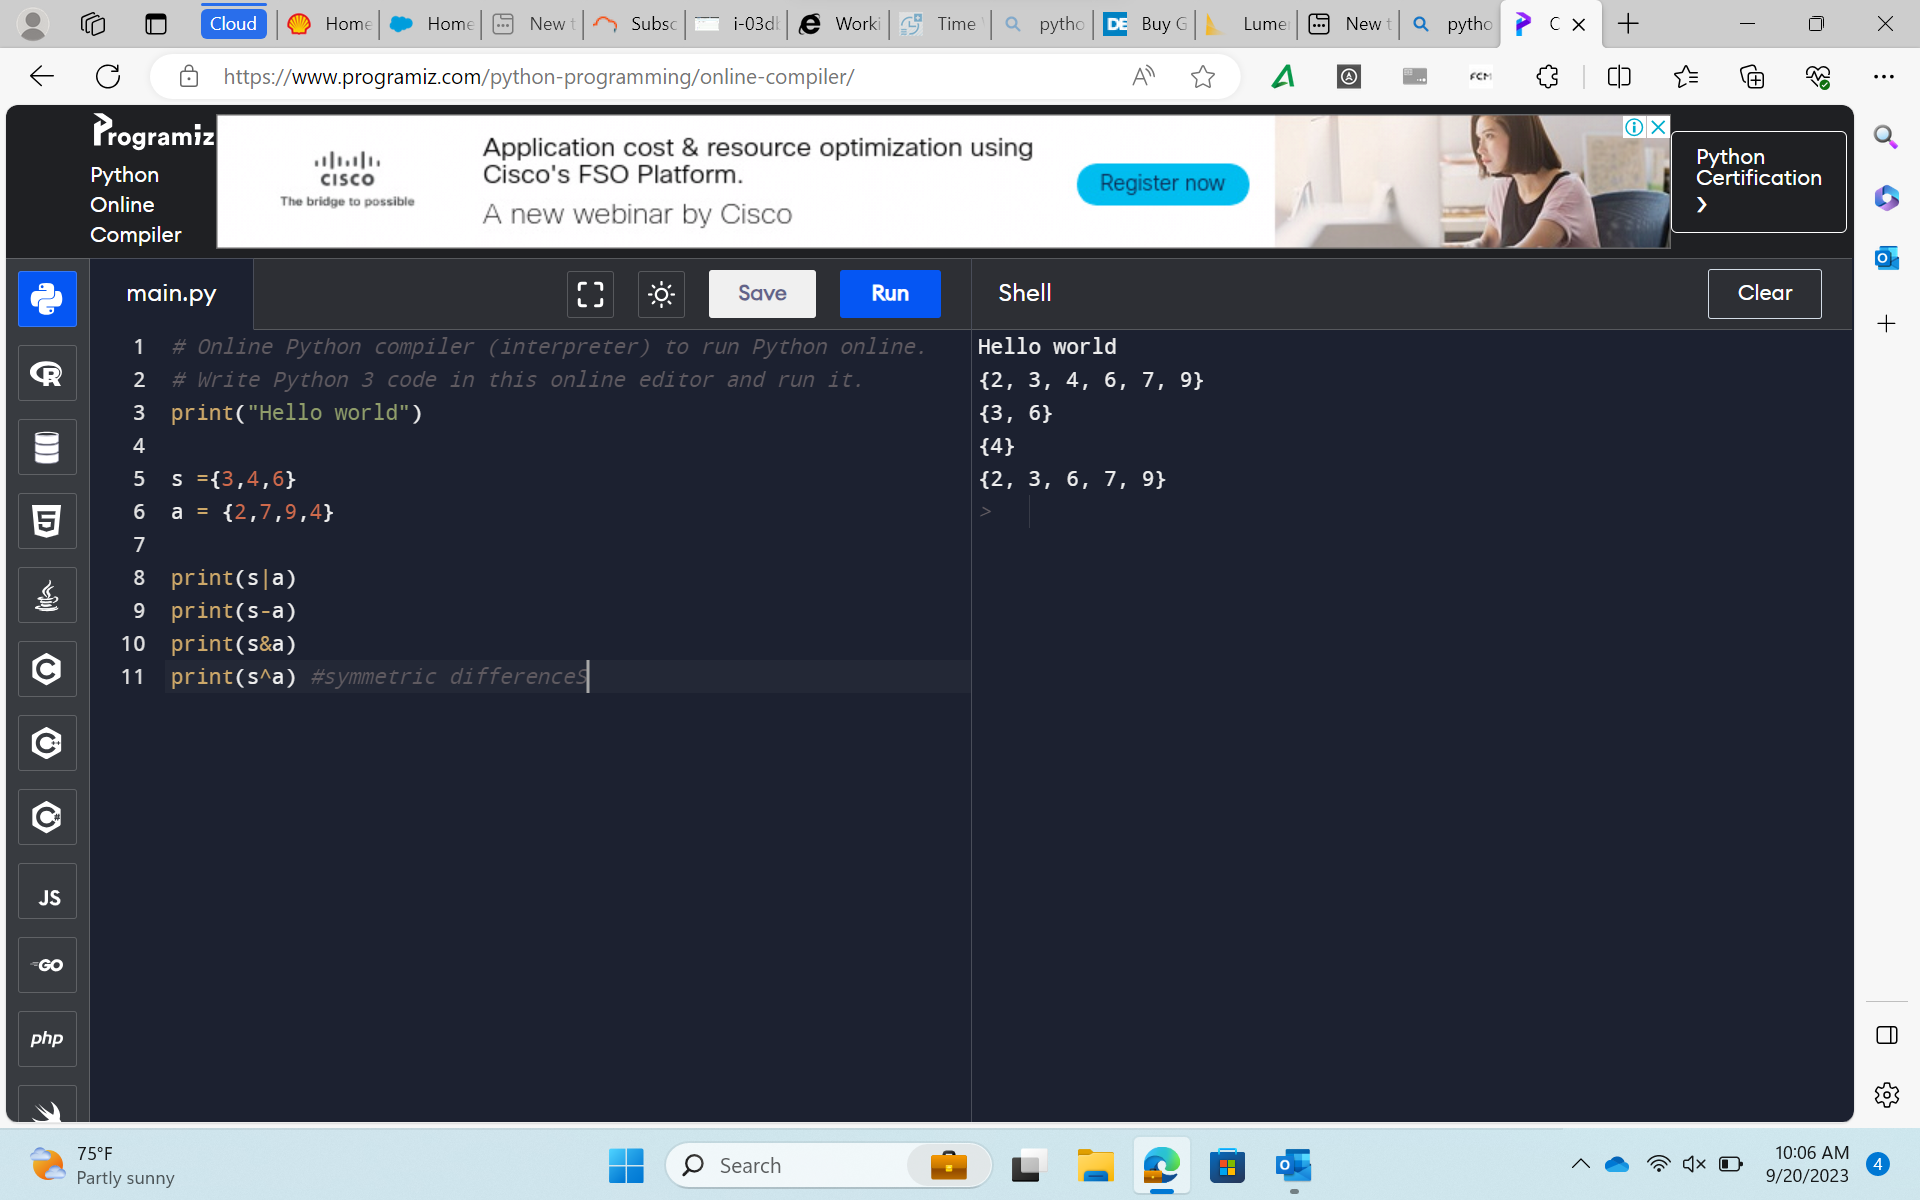 Cloud
Home
Home
New t
Subsc
i-03db
Worki
Time
pytho
DE
Buy G
Lumer
New t
pytho
C
https://www.programiz.com/python-programming/online-compiler/
A
FCM
Programiz
Python
Online
Compiler
CISCO
The bridge to possible
Application cost & resource optimization using
Cisco's FSO Platform.
A new webinar by Cisco
Register now
Python
Certification
main.py
Save
Run
Shell
Clear
1 # Online Python compiler (interpreter) to run Python online.
2 # Write Python 3 code in this online editor and run it.
3 print("Hello world")
4
5 s ={3,4,6}
6 a = {2,7,9,4}
7
8 print(s|a)
9 print(s-a)
10 print(s&a)
11 print(s^a) #symmetric differenceS
Hello world
{2, 3, 4, 6, 7, 9}
{3, 6}
{4}
{2, 3, 6, 7, 9}
>
R
5
C
C++
C#
JS
GO
php
75°F
Partly sunny
Search
10:06 AM
9/20/2023
4